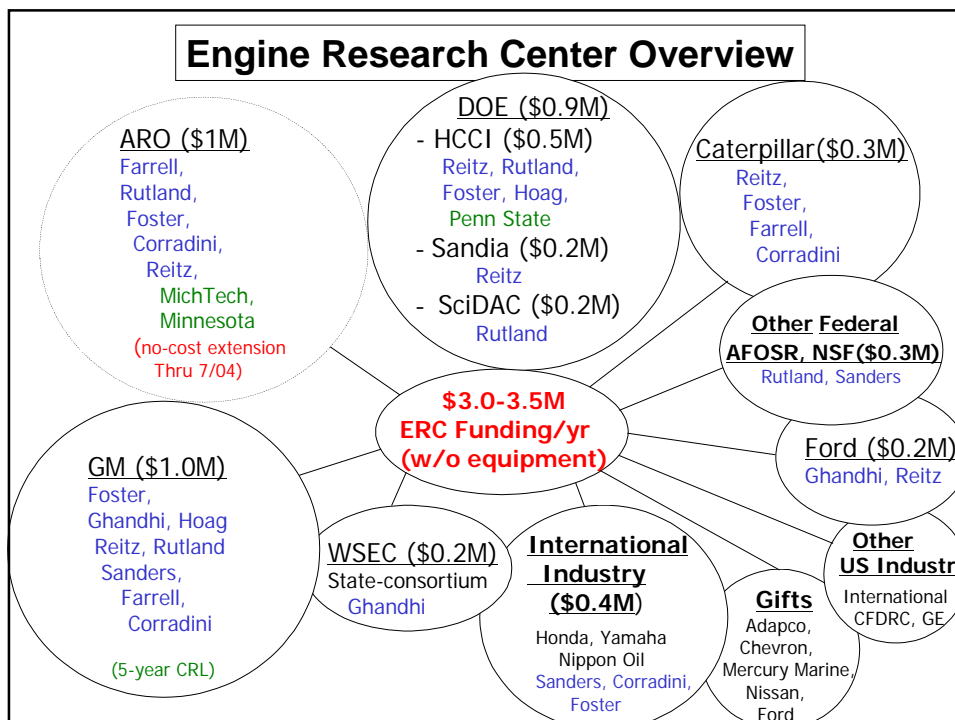 Engine Research Center Overview
ARO ($1M)
Farrell,
Rutland,
Foster,
Corradini,
Reitz,
MichTech,
Minnesota
(no-cost extension
Thru 7/04)
DOE ($0.9M)
- HCCI ($0.5M)
Reitz, Rutland,
Foster, Hoag,
Penn State
- Sandia ($0.2M)
Reitz
- SciDAC ($0.2M)
Rutland
Caterpillar($0.3M)
Reitz,
Foster,
Farrell,
Corradini
Other Federal
AFOSR, NSF($0.3M)
Rutland, Sanders
$3.0-3.5M
ERC Funding/yr
(w/o equipment)
Ford ($0.2M)
Ghandhi, Reitz
GM ($1.0M)
Foster,
Ghandhi, Hoag
Reitz, Rutland
Sanders,
Farrell,
Corradini
(5-year CRL)
WSEC ($0.2M)
State-consortium
Ghandhi
International
Industry
($0.4M)
Honda, Yamaha
Nippon Oil
Sanders, Corradini,
Foster
Gifts
Adapco,
Chevron,
Mercury Marine,
Nissan,
Ford
Other
US Industr
International
CFDRC, GE